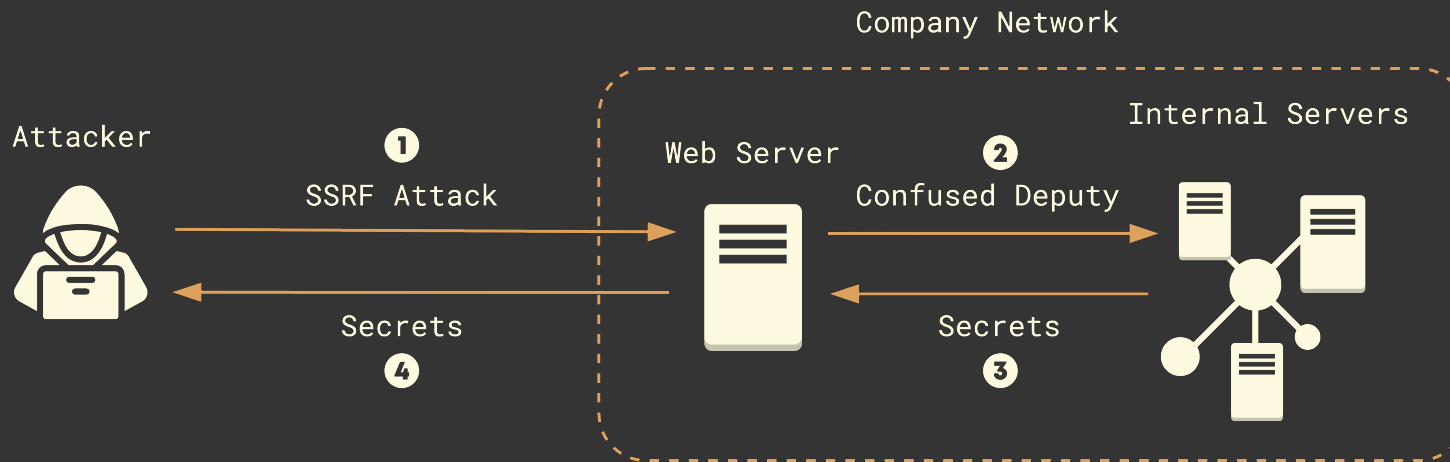 Company Network
Internal Servers
Attacker
1
SSRF Attack
Web Server
2
Confused Deputy
Secrets
4
Secrets
3